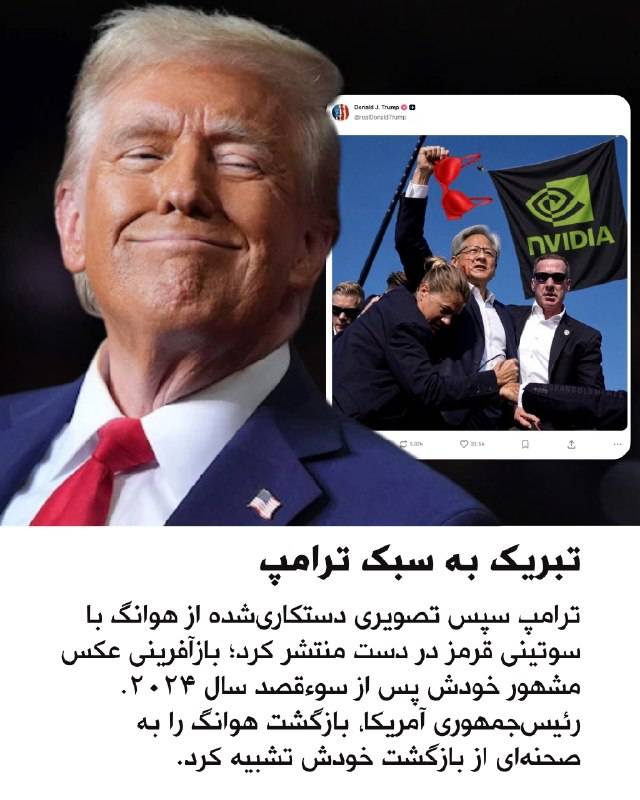 Donald J. Trump
@realDonaldTrump
NVIDIA
تبریک به سبک ترامپ
ترامپ سپس تصویری دستکاری‌شده از هوانگ با
سوتینی قرمز در دست منتشر کرد؛ بازآفرینی عکس
مشهور خودش پس از سوءقصد سال ۲۰۲۴.
رئیس‌جمهوری آمریکا، بازگشت هوانگ را به
صحنه‌ای از بازگشت خودش تشبیه کرد.